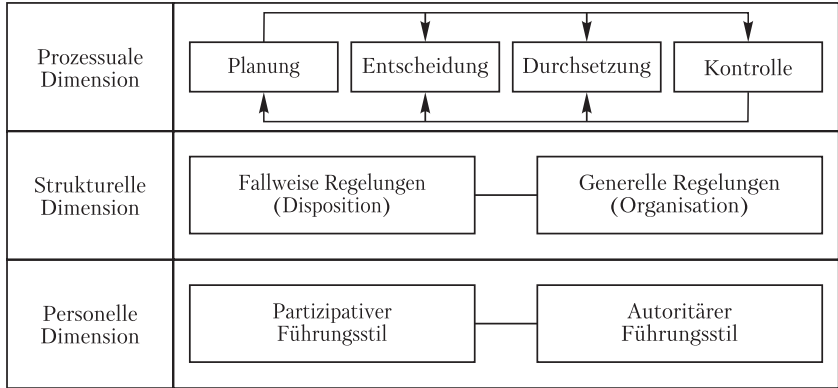 Prozessuale
Dimension
Planung
Entscheidung
Durchsetzung
Kontrolle
Strukturelle
Dimension
Fallweise Regelungen
(Disposition)
Generelle Regelungen
(Organisation)
Personelle
Dimension
Partizipativer
Führungsstil
Autoritärer
Führungsstil